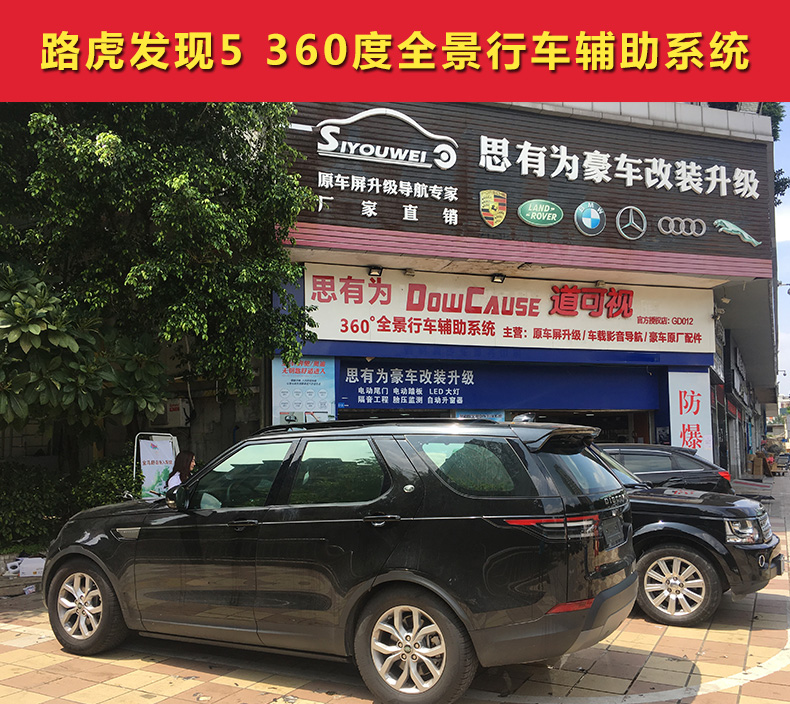 路虎发现5 360度全景行车辅助系统
SIYOUWEI
思有为豪车改装升级
原车屏升级导航专家
厂家直销
LAND-ROVER
BMW
思有为 DOWCAUSE 道可视
官方授权店:GD012
360°全景行车辅助系统 主营:原车屏升级/车载影音导航/豪车原厂配件
思有为豪车改装升级
电动尾门 电动踏板 LED大灯
隔音工程 胎压监测 自动升窗器
防爆